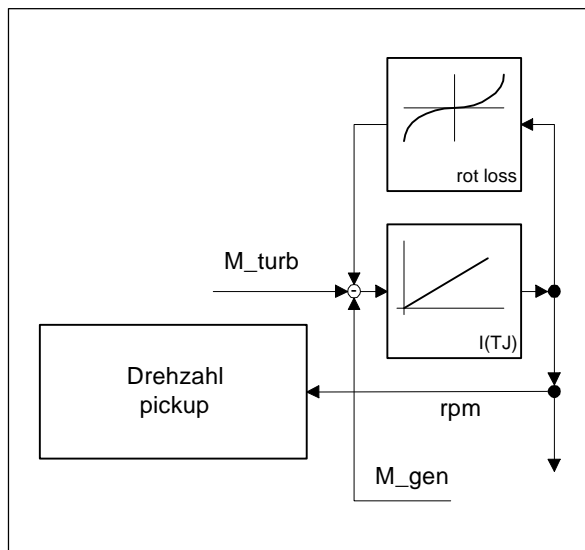 rot loss
M_turb
-
I(TJ)
Drehzahl
pickup
rpm
M_gen